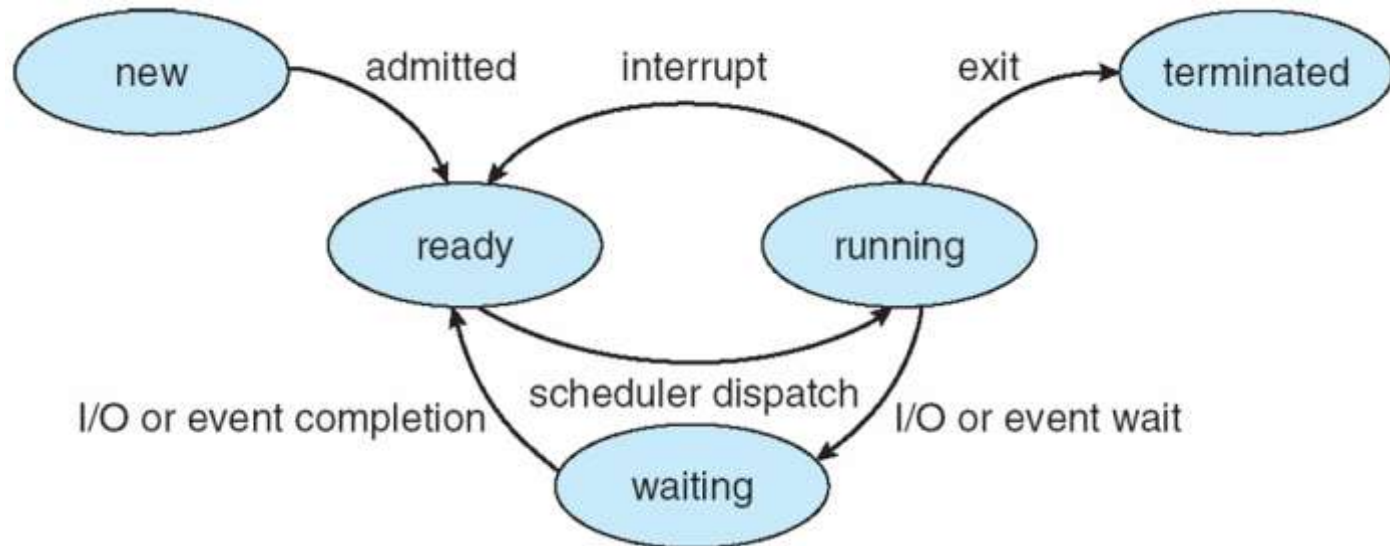 new
admitted
interrupt
exit
terminated
ready
running
scheduler dispatch
I/O or event completion
I/O or event wait
waiting